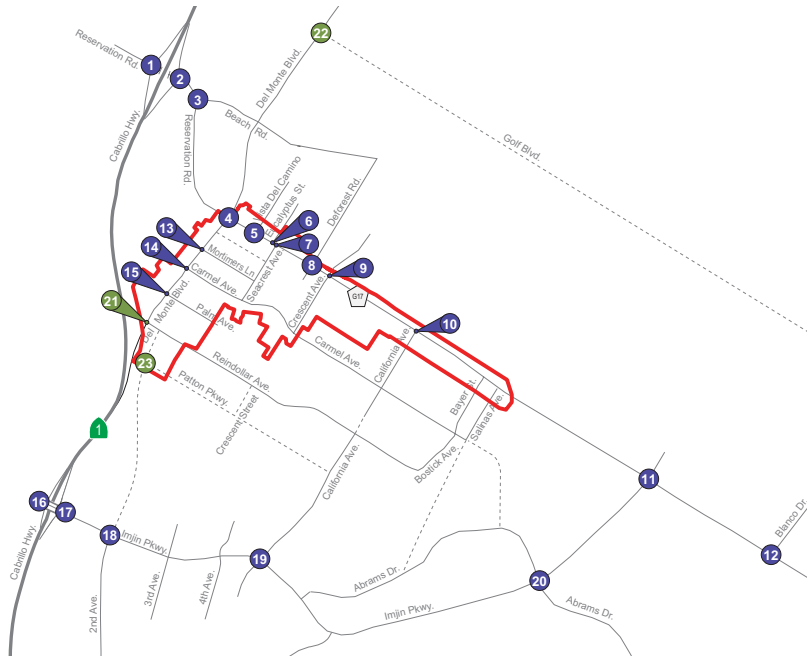 22
Reservation Rd.
1
2
3
Del Monte Blvd.
Cabrillo Hwy.
Reservation Rd.
Beach Rd.
Golf Blvd.
Vista Del Camino
Eucalyptus St.
Deforest Rd.
4
5
6
7
8
9
13
Mortimers Ln
14
Carmel Ave.
Seacrest Ave.
Crescent Ave.
G17
15
Del Monte Blvd.
Palm Ave.
21
10
California Ave.
Carmel Ave.
23
Reindollar Ave.
Patton Pkwy.
Crescent Street
Bayer St.
Salinas Ave.
1
California Ave.
Bostick Ave.
11
16
17
Cabrillo Hwy.
18
Imjin Pkwy.
19
Blanco Dr.
12
2nd Ave.
3rd Ave.
4th Ave.
Abrams Dr.
20
Imjin Pkwy.
Abrams Dr.